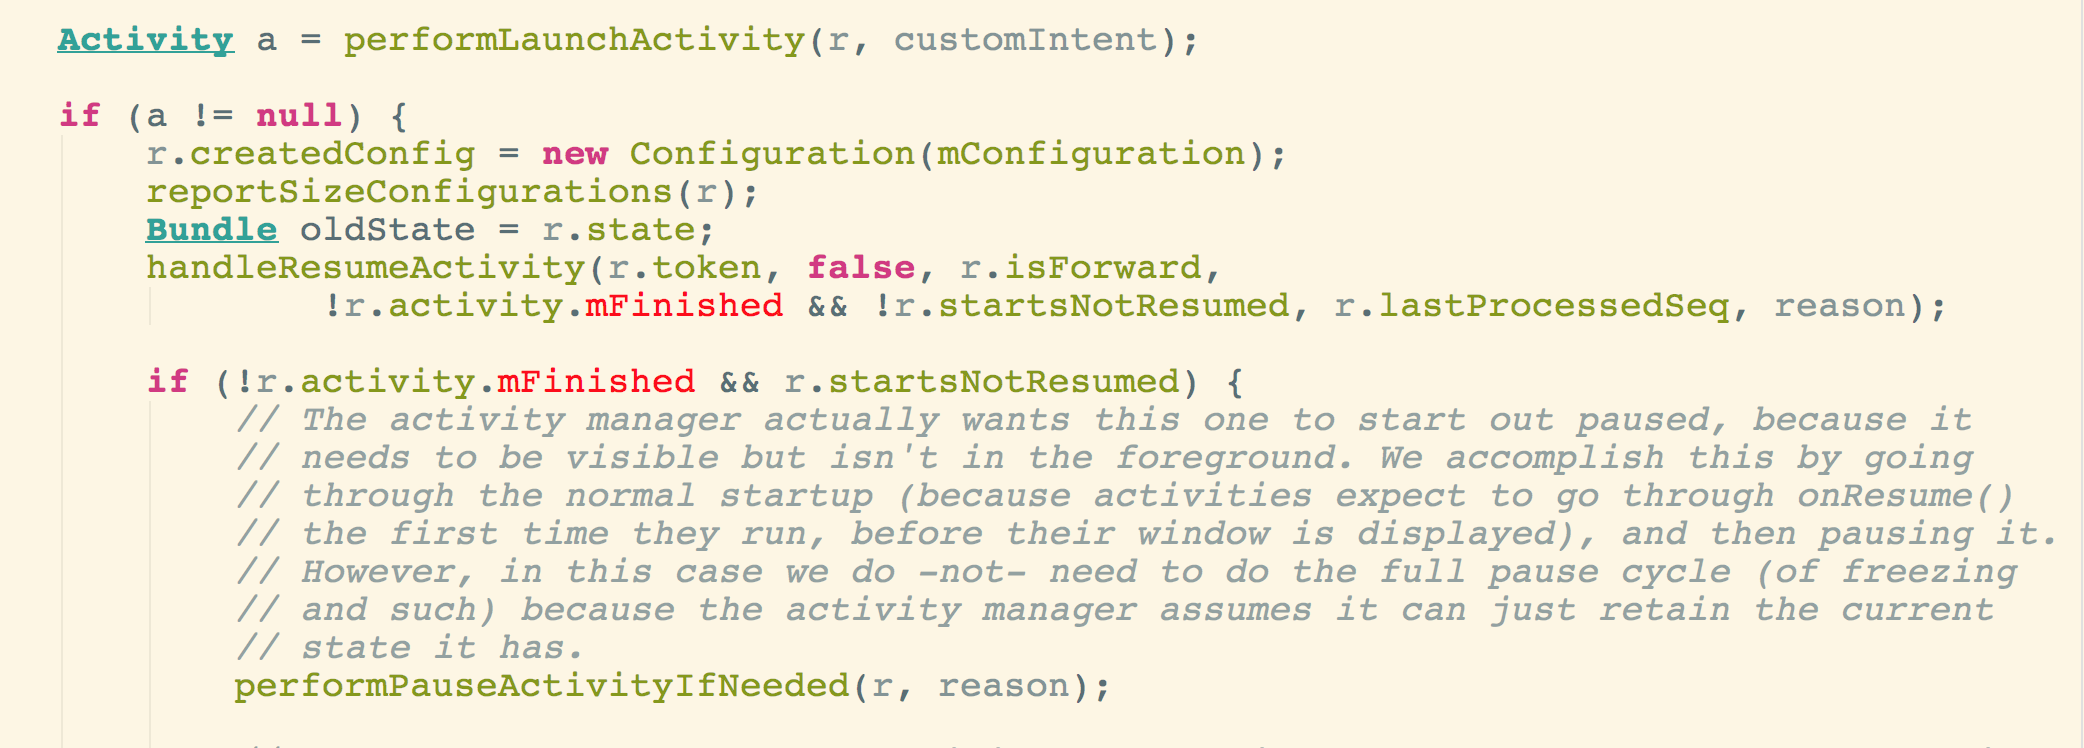 Activity a = performLaunchActivity(r, customIntent);
if (a != null) {
r.createdConfig = new Configuration(mConfiguration);
reportSizeConfigurations(r);
Bundle oldState = r.state;
handleResumeActivity(r.token, false, r.isForward,
!r.activity.mFinished && !r.startsNotResumed, r.lastProcessedSeq, reason);
if (!r.activity.mFinished && r.startsNotResumed) {
// The activity manager actually wants this one to start out paused, because it
// needs to be visible but isn't in the foreground. We accomplish this by going
// through the normal startup (because activities expect to go through onResume()
// the first time they run, before their window is displayed), and then pausing it.
// However, in this case we do -not- need to do the full pause cycle (of freezing
// and such) because the activity manager assumes it can just retain the current
// state it has.
performPauseActivityIfNeeded(r, reason);